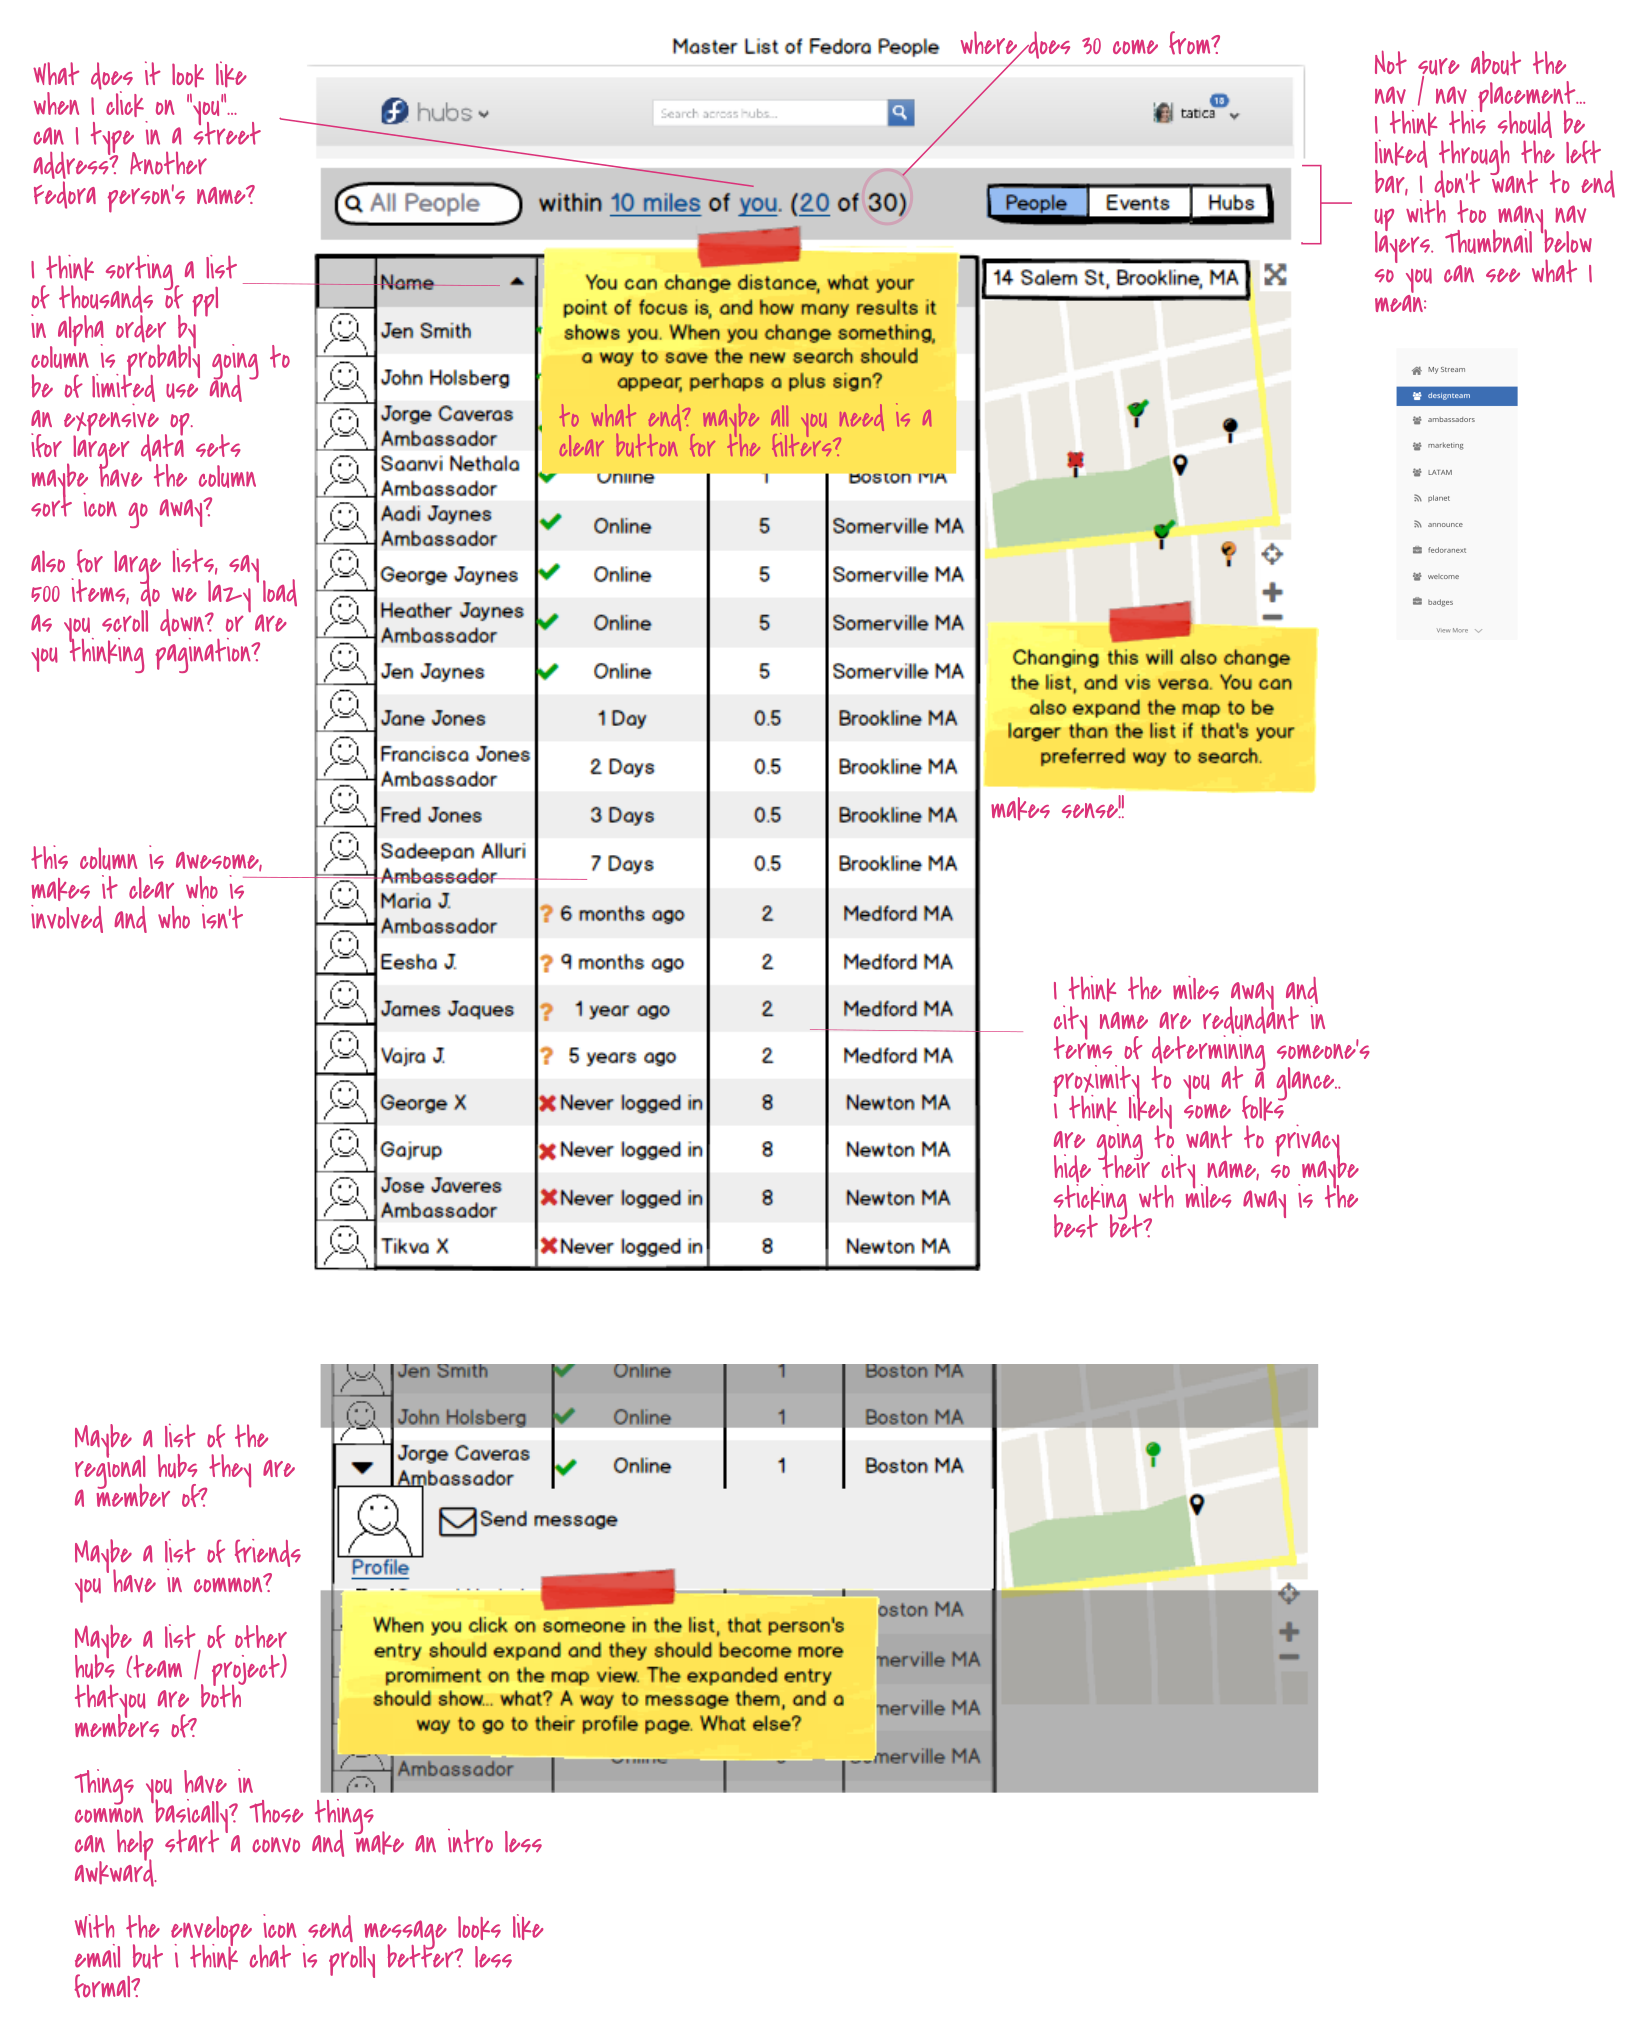 Master List of Fedora People
where does 30 come from?
What does it look like
when I click on "you"...
can I type in a street
address? Another
Fedora person's name?
hubs
Search across hubs...
tatica
10
Not sure about the
nav / nav placement...
I think this should be
linked through the left
bar, I don't want to end
up with too many nav
layers. Thumbnail below
so you can see what I
mean:
All People
within 10 miles of you. (20 of 30)
People
Events
Hubs
I think sorting a list
of thousands of ppl
in alpha order by
column is probably going to
be of limited use and
an expensive op.
ifor larger data sets
maybe have the column
sort icon go away?
also for large lists, say
500 items, do we lazy load
as you scroll down? or are
you thinking pagination?
Name
You can change distance, what your
point of focus is, and how many results it
shows you. When you change something,
a way to save the new search should
appear, perhaps a plus sign?
to what end? maybe all you need is a
clear button for the filters?
14 Salem St, Brookline, MA
My Stream
designteam
ambassadors
marketing
LATAM
planet
announce
fedoranext
welcome
badges
View More
Jen Smith
John Holsberg
Jorge Caveras
Ambassador
Saanvi Nethala
Ambassador
Online 1 Boston MA
Aadi Jaynes
Ambassador
Online 5 Somerville MA
George Jaynes Online 5 Somerville MA
Heather Jaynes
Ambassador
Online 5 Somerville MA
Jen Jaynes Online 5 Somerville MA
Jane Jones 1 Day 0.5 Brookline MA
Francisca Jones
Ambassador
2 Days 0.5 Brookline MA
Fred Jones 3 Days 0.5 Brookline MA
Sadeepan Alluri
Ambassador
7 Days 0.5 Brookline MA
Maria J.
Ambassador
? 6 months ago 2 Medford MA
Eesha J. ? 9 months ago 2 Medford MA
James Jaques ? 1 year ago 2 Medford MA
Vajra J. ? 5 years ago 2 Medford MA
George X Never logged in 8 Newton MA
Gajrup Never logged in 8 Newton MA
Jose Javeres
Ambassador
Never logged in 8 Newton MA
Tikva X Never logged in 8 Newton MA
Changing this will also change
the list, and vis versa. You can
also expand the map to be
larger than the list if that's your
preferred way to search.
makes sense!!
this column is awesome,
makes it clear who is
involved and who isn't
I think the miles away and
city name are redundant in
terms of determining someone's
proximity to you at a glance..
i think likely some folks
are going to want to privacy
hide their city name, so maybe
sticking wth miles away is the
best bet?
Jen Smith Online 1 Boston MA
John Holsberg Online 1 Boston MA
Jorge Caveras
Ambassador
Online 1 Boston MA
Send message
Profile
When you click on someone in the list, that person's
entry should expand and they should become more
promiment on the map view. The expanded entry
should show... what? A way to message them, and a
way to go to their profile page. What else?
oston MA
merville MA
merville MA
Ambassador
Online
omerville MA
Maybe a list of the
regional hubs they are
a member of?
Maybe a list of friends
you have in common?
Maybe a list of other
hubs (team / project)
thatyou are both
members of?
Things you have in
common basically? Those things
can help start a convo and make an intro less
awkward.
With the envelope icon send message looks like
email but i think chat is prolly better? less
formal?